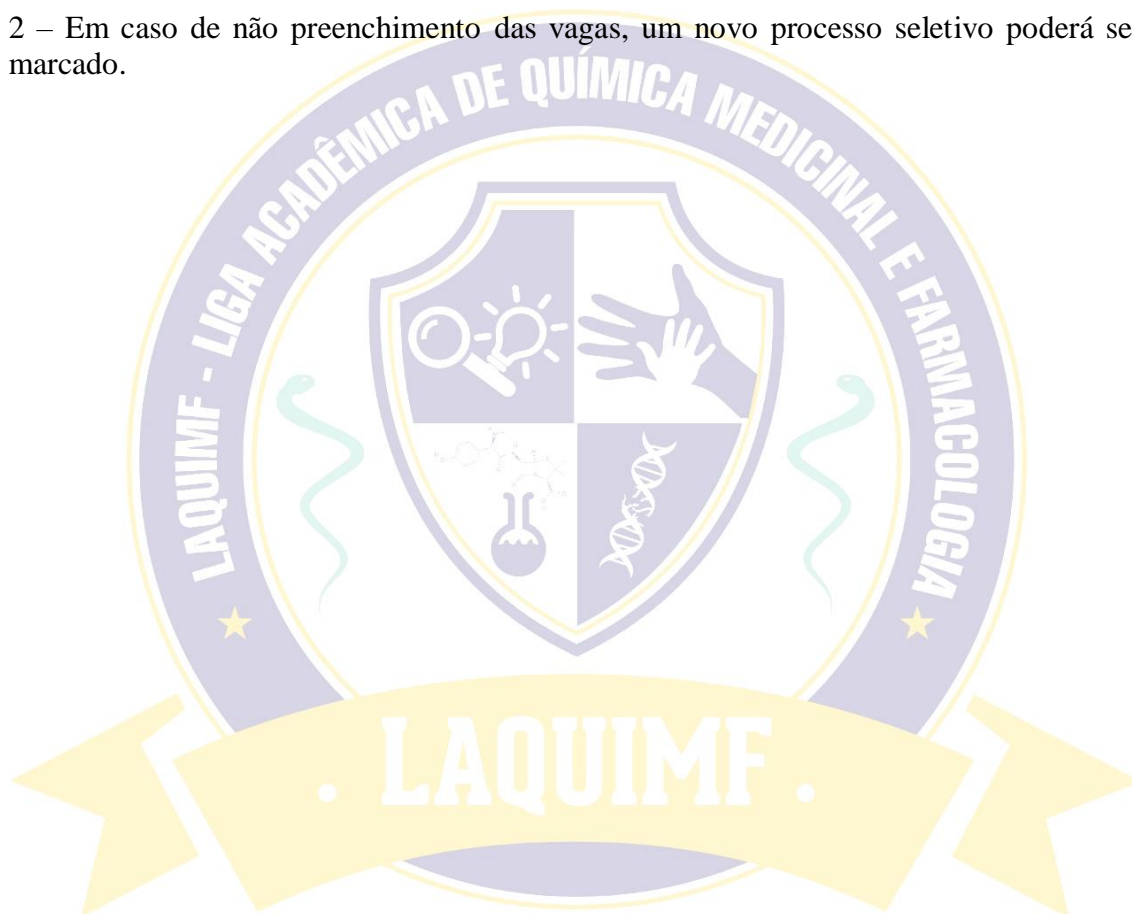 2 – Em caso de não preenchimento das vagas, um novo processo seletivo poderá se
marcado.
LAQUIMF - LIGA ACADÊMICA DE QUÍMICA MEDICINAL E FARMACOLOGIA
. LAQUIMF .